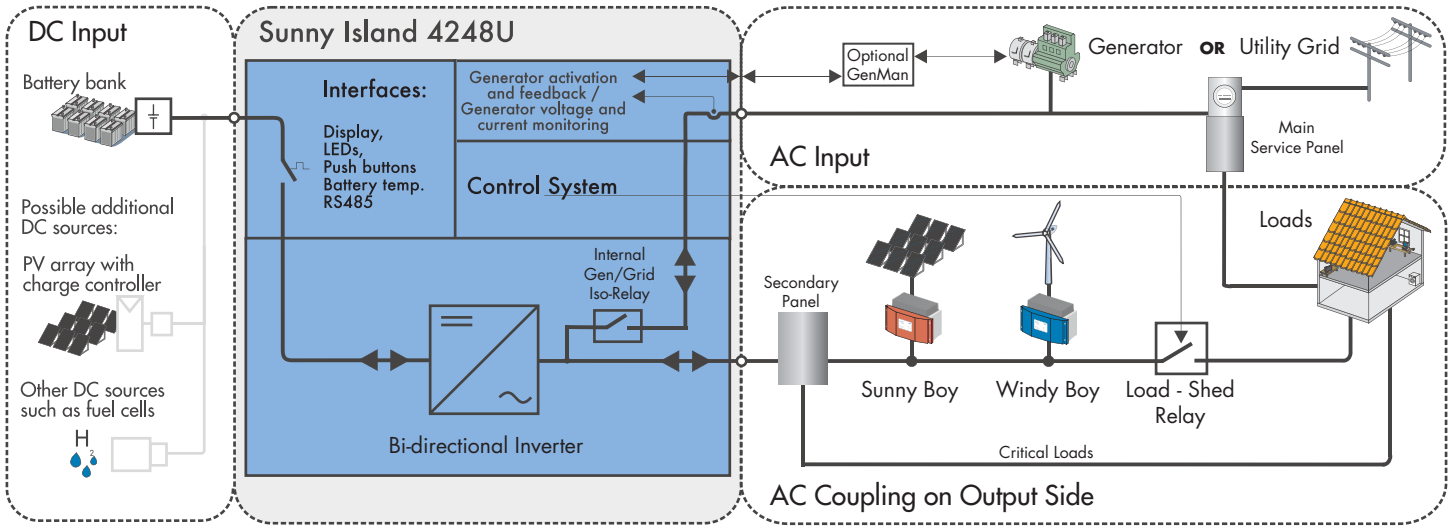 DC Input
Battery bank
Possible additional
DC sources:
PV array with
charge controller
Other DC sources
such as fuel cells
H
2
Sunny Island 4248U
Interfaces:
Display,
LEDs,
Push buttons
Battery temp.
RS485
Generator activation
and feedback /
Generator voltage and
current monitoring
Control System
Internal
Gen/Grid
Iso-Relay
Bi-directional Inverter
Optional
GenMan
Generator OR Utility Grid
Main
Service Panel
AC Input
Loads
Secondary
Panel
Sunny Boy
Windy Boy
Load - Shed
Relay
Critical Loads
AC Coupling on Output Side